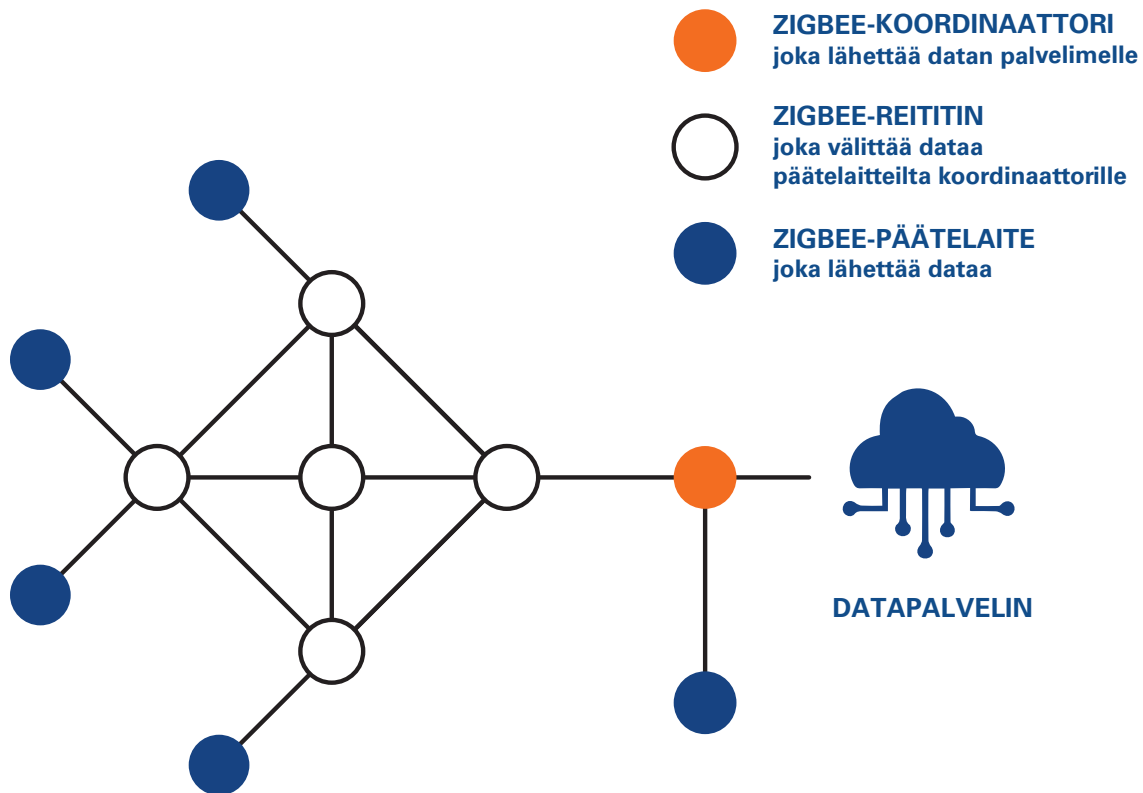 ZIGBEE-KOORDINAATTORI
joka lähettää datan palvelimelle
ZIGBEE-REITITIN
joka välittää dataa
päätelaitteilta koordinaattorille
ZIGBEE-PÄÄTELAITE
joka lähettää dataa
DATAPALVELIN